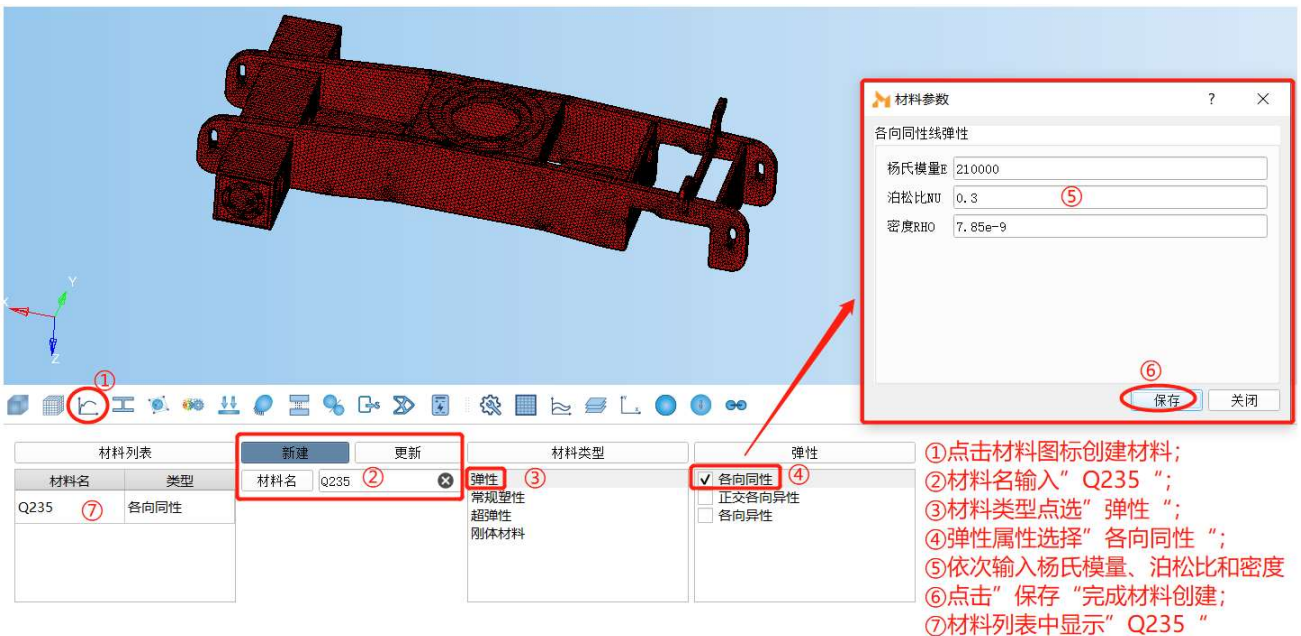 材料参数
?
×
各向同性线弹性
杨氏模量E 210000
泊松比NU 0.3
⑤
密度RHO 7.85e-9
⑥
保存
关闭
Y
X
Z
①
材料列表
新建
更新
材料类型
弹性
材料名
类型
材料名
Q235
②
弹性
③
✓ 各向同性
④
Q235
⑦
各向同性
常规塑性
正交各向异性
超弹性
各向异性
刚体材料
①点击材料图标创建材料;
②材料名输入”Q235“;
③材料类型点选”弹性“;
④弹性属性选择”各向同性“;
⑤依次输入杨氏模量、泊松比和密度
⑥点击”保存“完成材料创建;
⑦材料列表中显示”Q235“